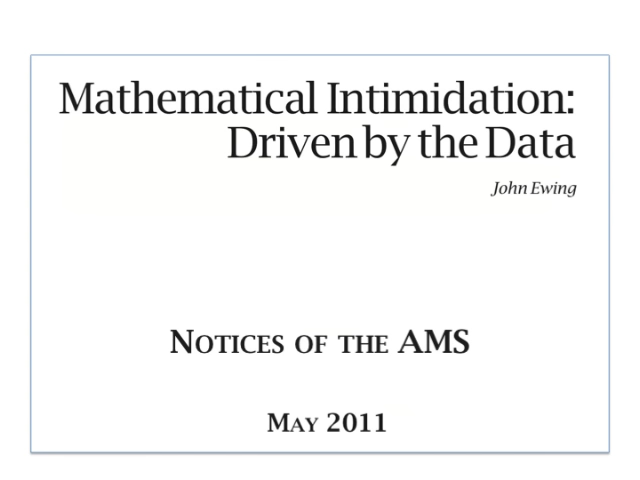 Mathematical Intimidation:
Driven by the Data
John Ewing
Notices of the AMS
May 2011